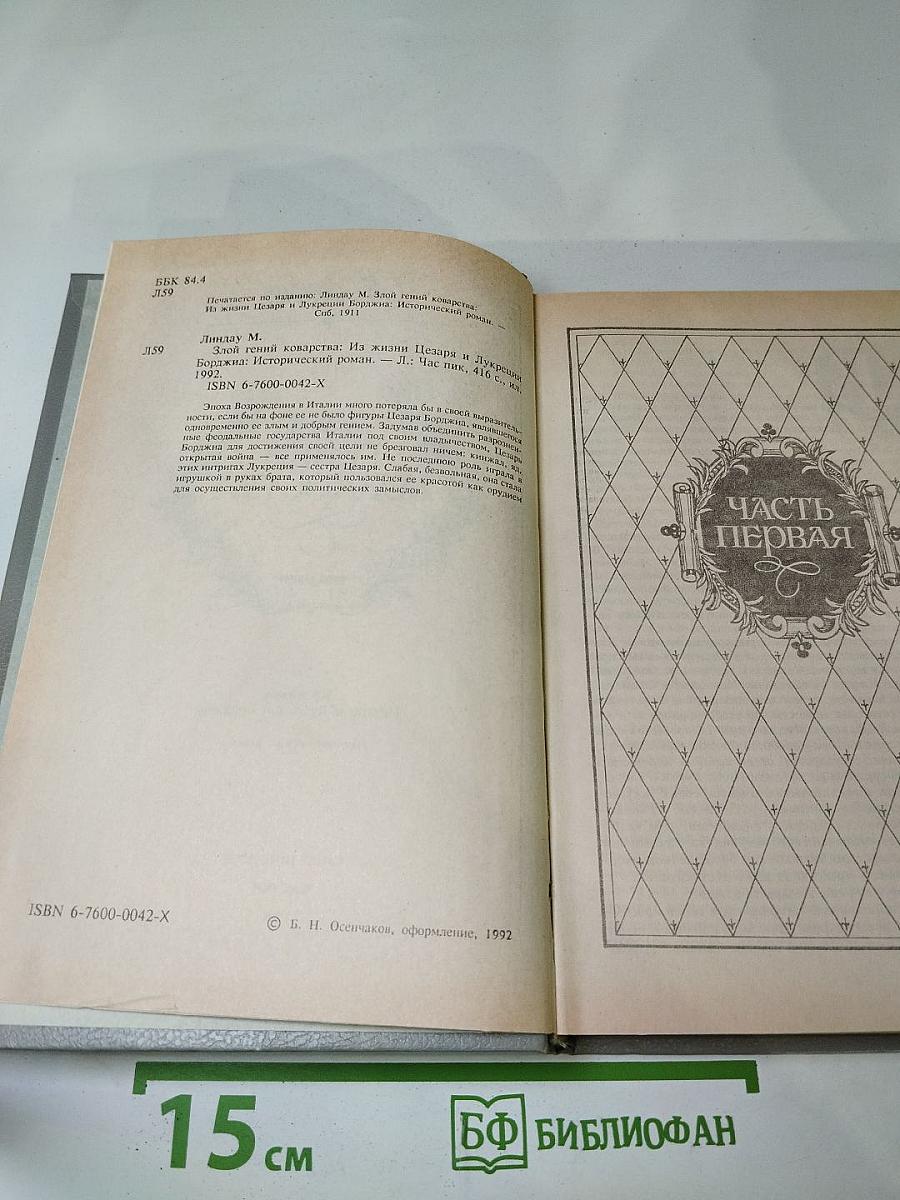 ББК 84.4
Л59
Печатается по изданию: Линдау М. Злой гений коварства:
Из жизни Цезаря и Лукреции Борджиа: Исторический роман. —
Спб, 1911
Линдау М.
Л59 Злой гений коварства: Из жизни Цезаря и Лукреции
Борджиа: Исторический роман. — Л.: Час пик, 416 с., ил.
1992.
ISBN 6-7600-0042-X
Эпоха Возрождения в Италии много потеряла бы в своей выразитель-
ности, если бы на фоне ее не было фигуры Цезаря Борджиа, являвшегося
одновременно ее злым и добрым гением. Задумав объединить разрознен-
ные феодальные государства Италии под своим владычеством, Цезарь
Борджиа для достижения своей цели не брезговал ничем: кинжал, яд,
открытая война — все применялось им. Не последнюю роль играла в
этих интригах Лукреция — сестра Цезаря. Слабая, безвольная, она стала
игрушкой в руках брата, который пользовался ее красотой как орудием
для осуществления своих политических замыслов.
ISBN 6-7600-0042-X
© Б. Н. Осенчаков, оформление, 1992
ЧАСТЬ
ПЕРВАЯ
15 см
БФ БИБЛИОФАН